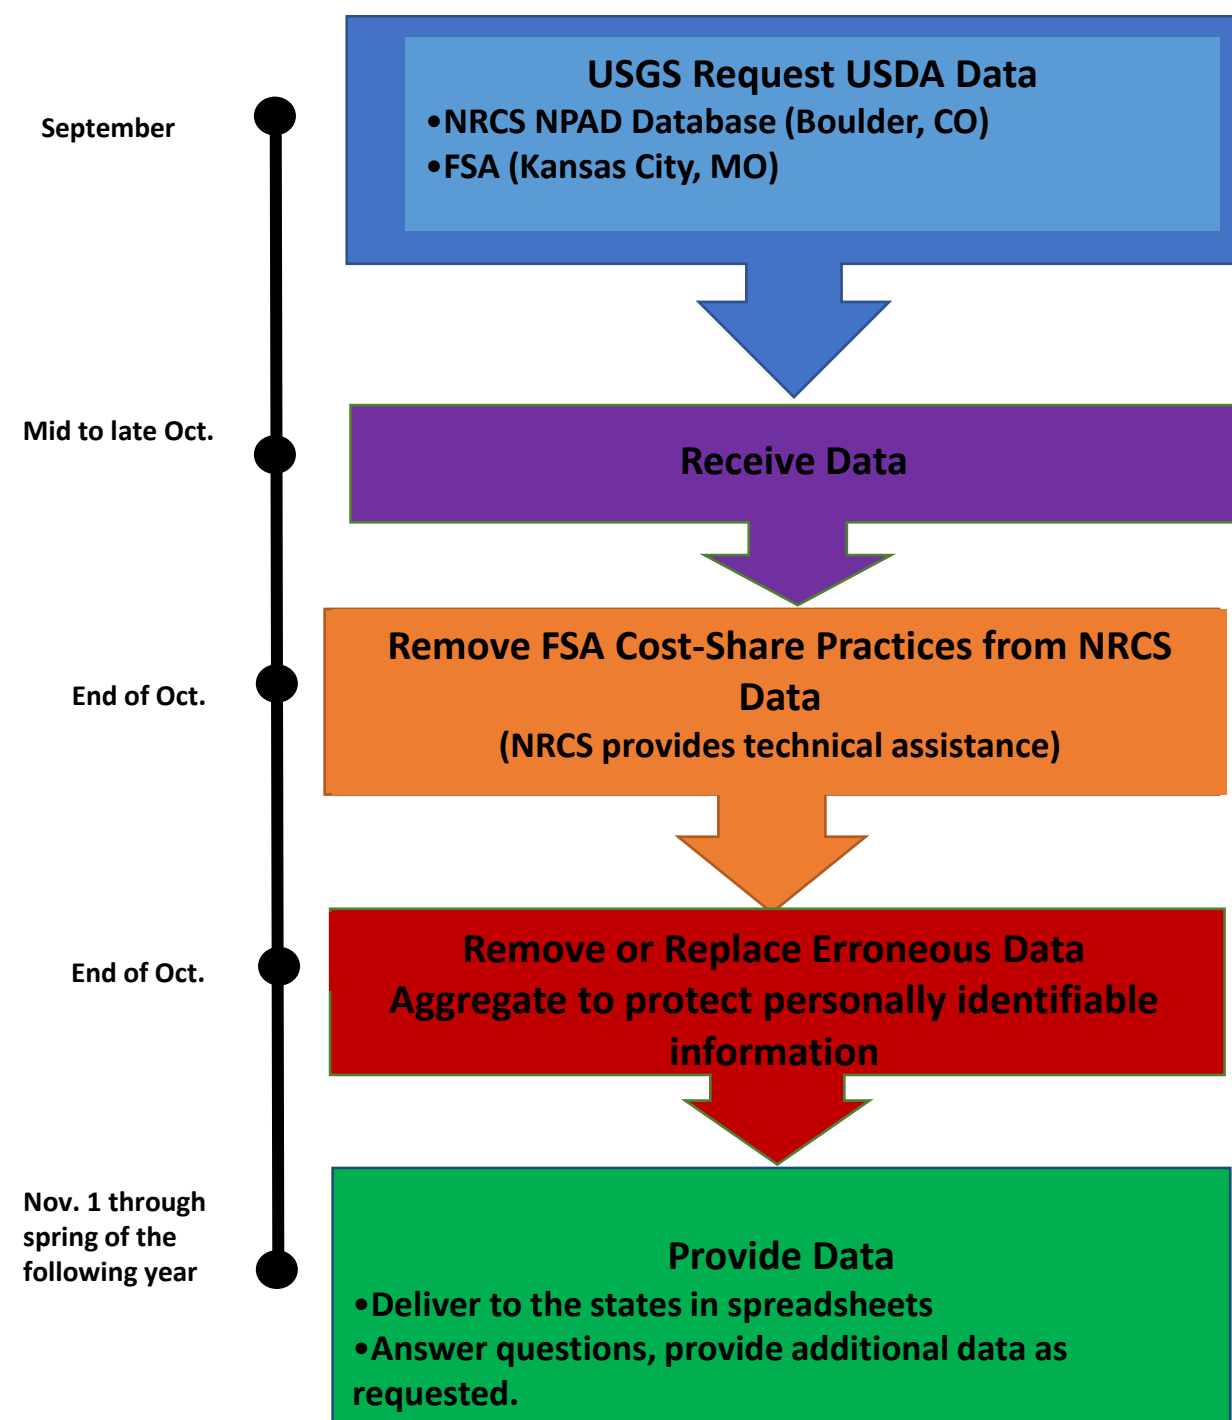 September
USGS Request USDA Data
•NRCS NPAD Database (Boulder, CO)
•FSA (Kansas City, MO)
Mid to late Oct.
Receive Data
End of Oct.
Remove FSA Cost-Share Practices from NRCS
Data
(NRCS provides technical assistance)
End of Oct.
Remove or Replace Erroneous Data
Aggregate to protect personally identifiable
information
Nov. 1 through
spring of the
following year
Provide Data
•Deliver to the states in spreadsheets
•Answer questions, provide additional data as
requested.